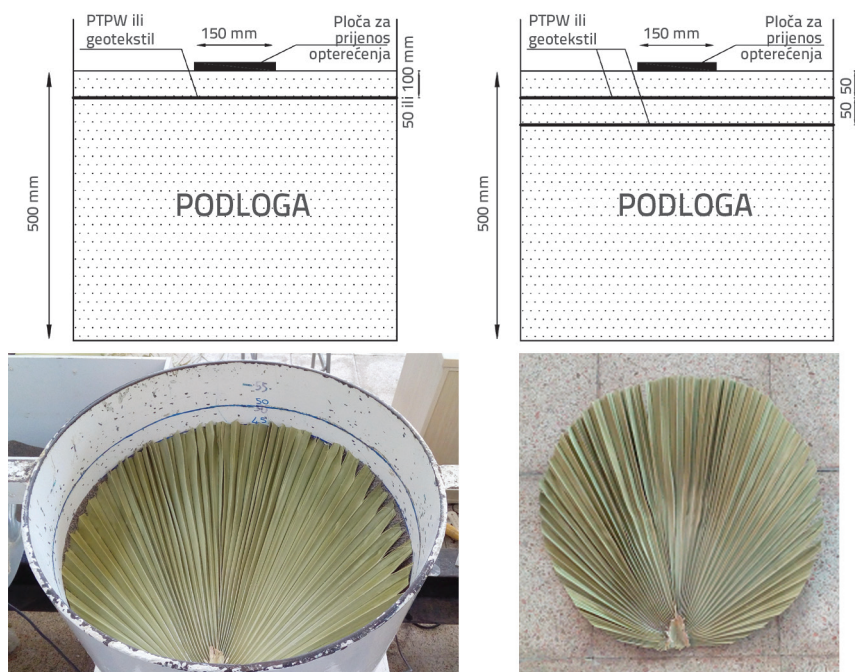 PTPW ili
geotekstil
150 mm
Ploča za
prijenos
opterećenja
50 ili 100 mm
500 mm
PODLOGA
PTPW ili
geotekstil
150 mm
Ploča za
prijenos
opterećenja
50 50
500 mm
PODLOGA
55
50
45